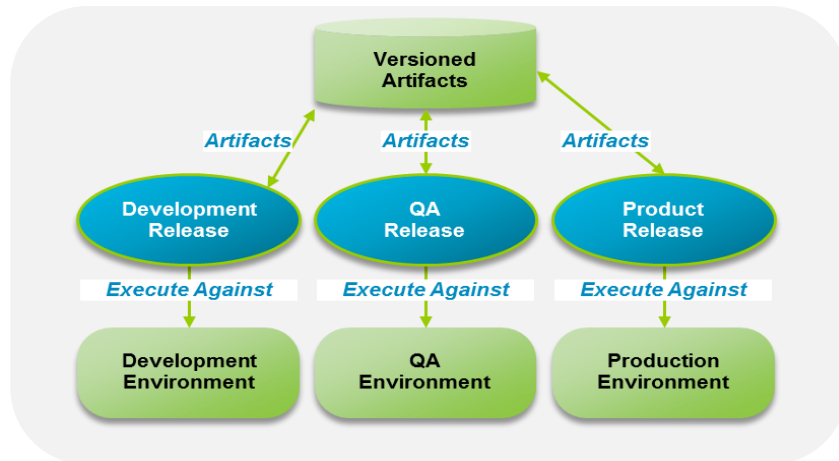 Versioned
Artifacts
Artifacts
Artifacts
Artifacts
Development
Release
QA
Release
Product
Release
Execute Against
Execute Against
Execute Against
Development
Environment
QA
Environment
Production
Environment